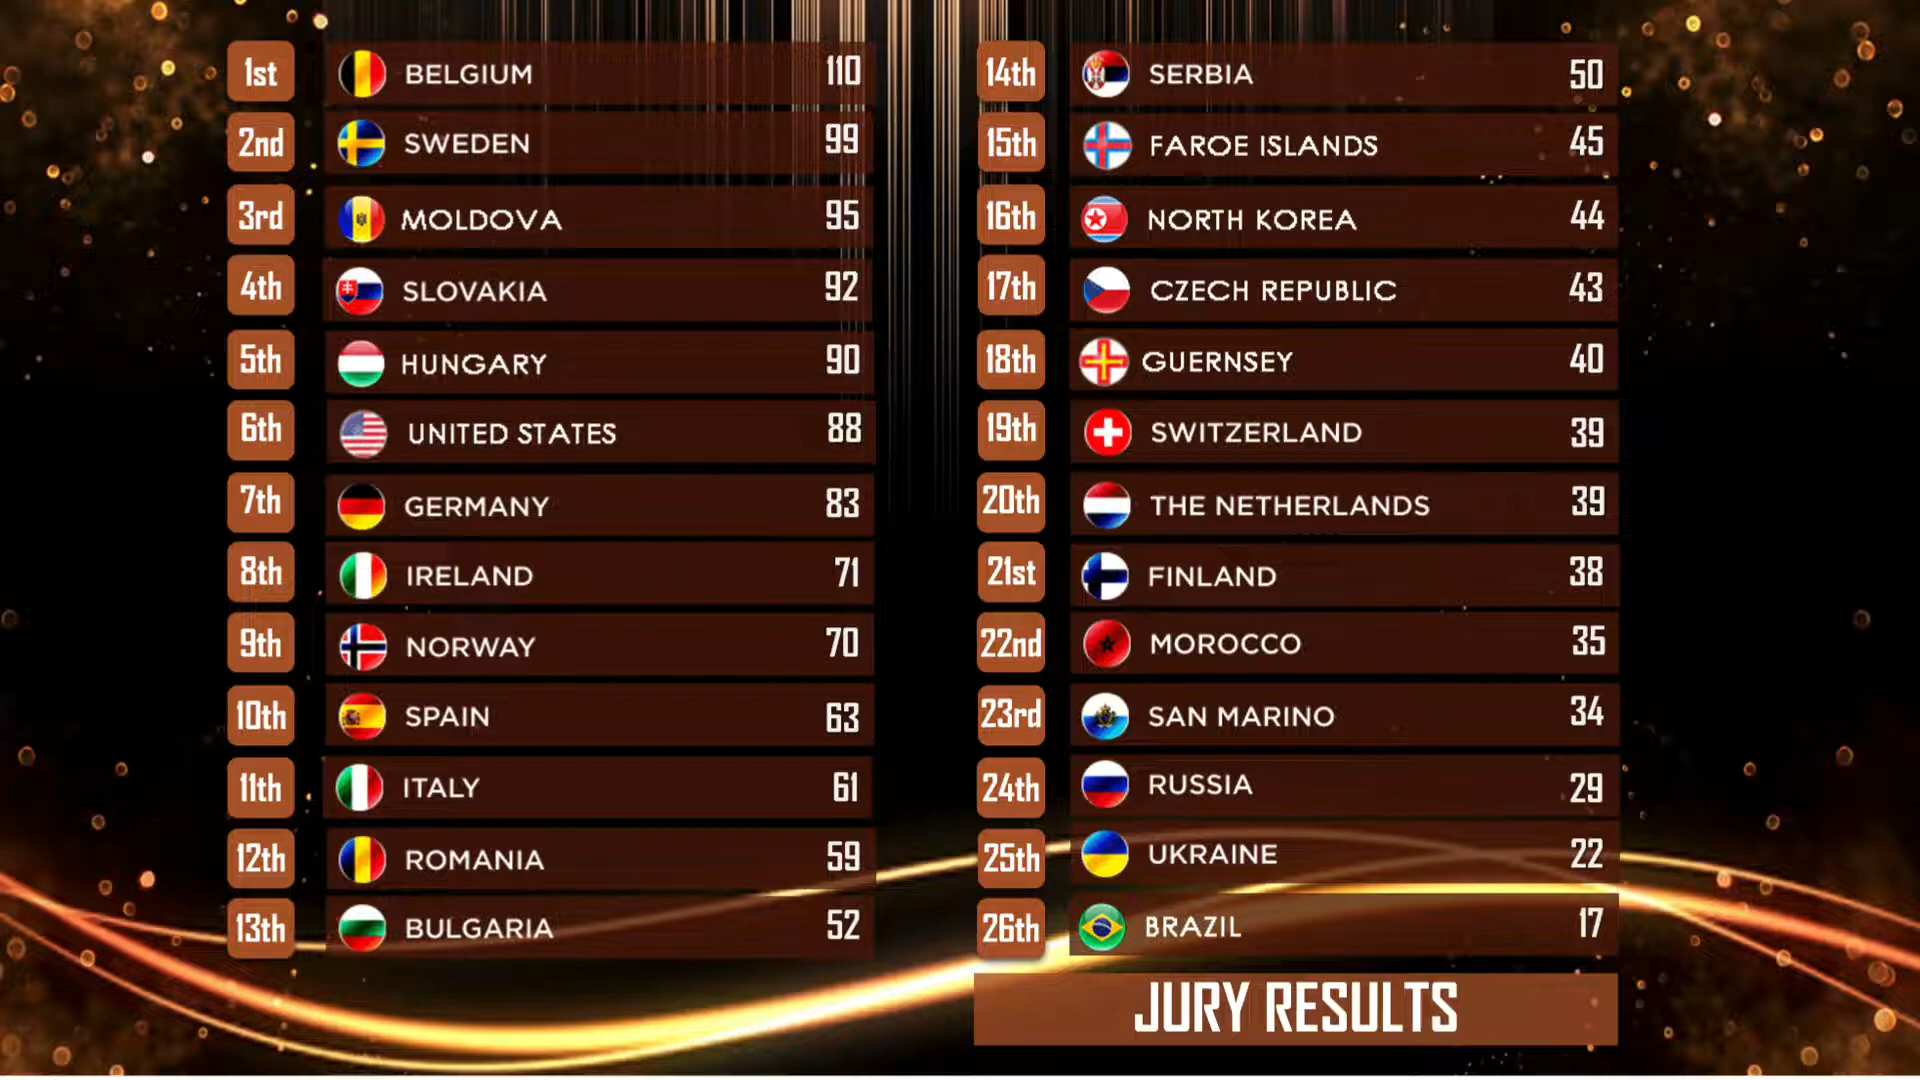 1st BELGIUM 110
2nd SWEDEN 99
3rd MOLDOVA 95
4th SLOVAKIA 92
5th HUNGARY 90
6th UNITED STATES 88
7th GERMANY 83
8th IRELAND 71
9th NORWAY 70
10th SPAIN 63
11th ITALY 61
12th ROMANIA 59
13th BULGARIA 52
14th SERBIA 50
15th FAROE ISLANDS 45
16th NORTH KOREA 44
17th CZECH REPUBLIC 43
18th GUERNSEY 40
19th SWITZERLAND 39
20th THE NETHERLANDS 39
21st FINLAND 38
22nd MOROCCO 35
23rd SAN MARINO 34
24th RUSSIA 29
25th UKRAINE 22
26th BRAZIL 17
JURY RESULTS